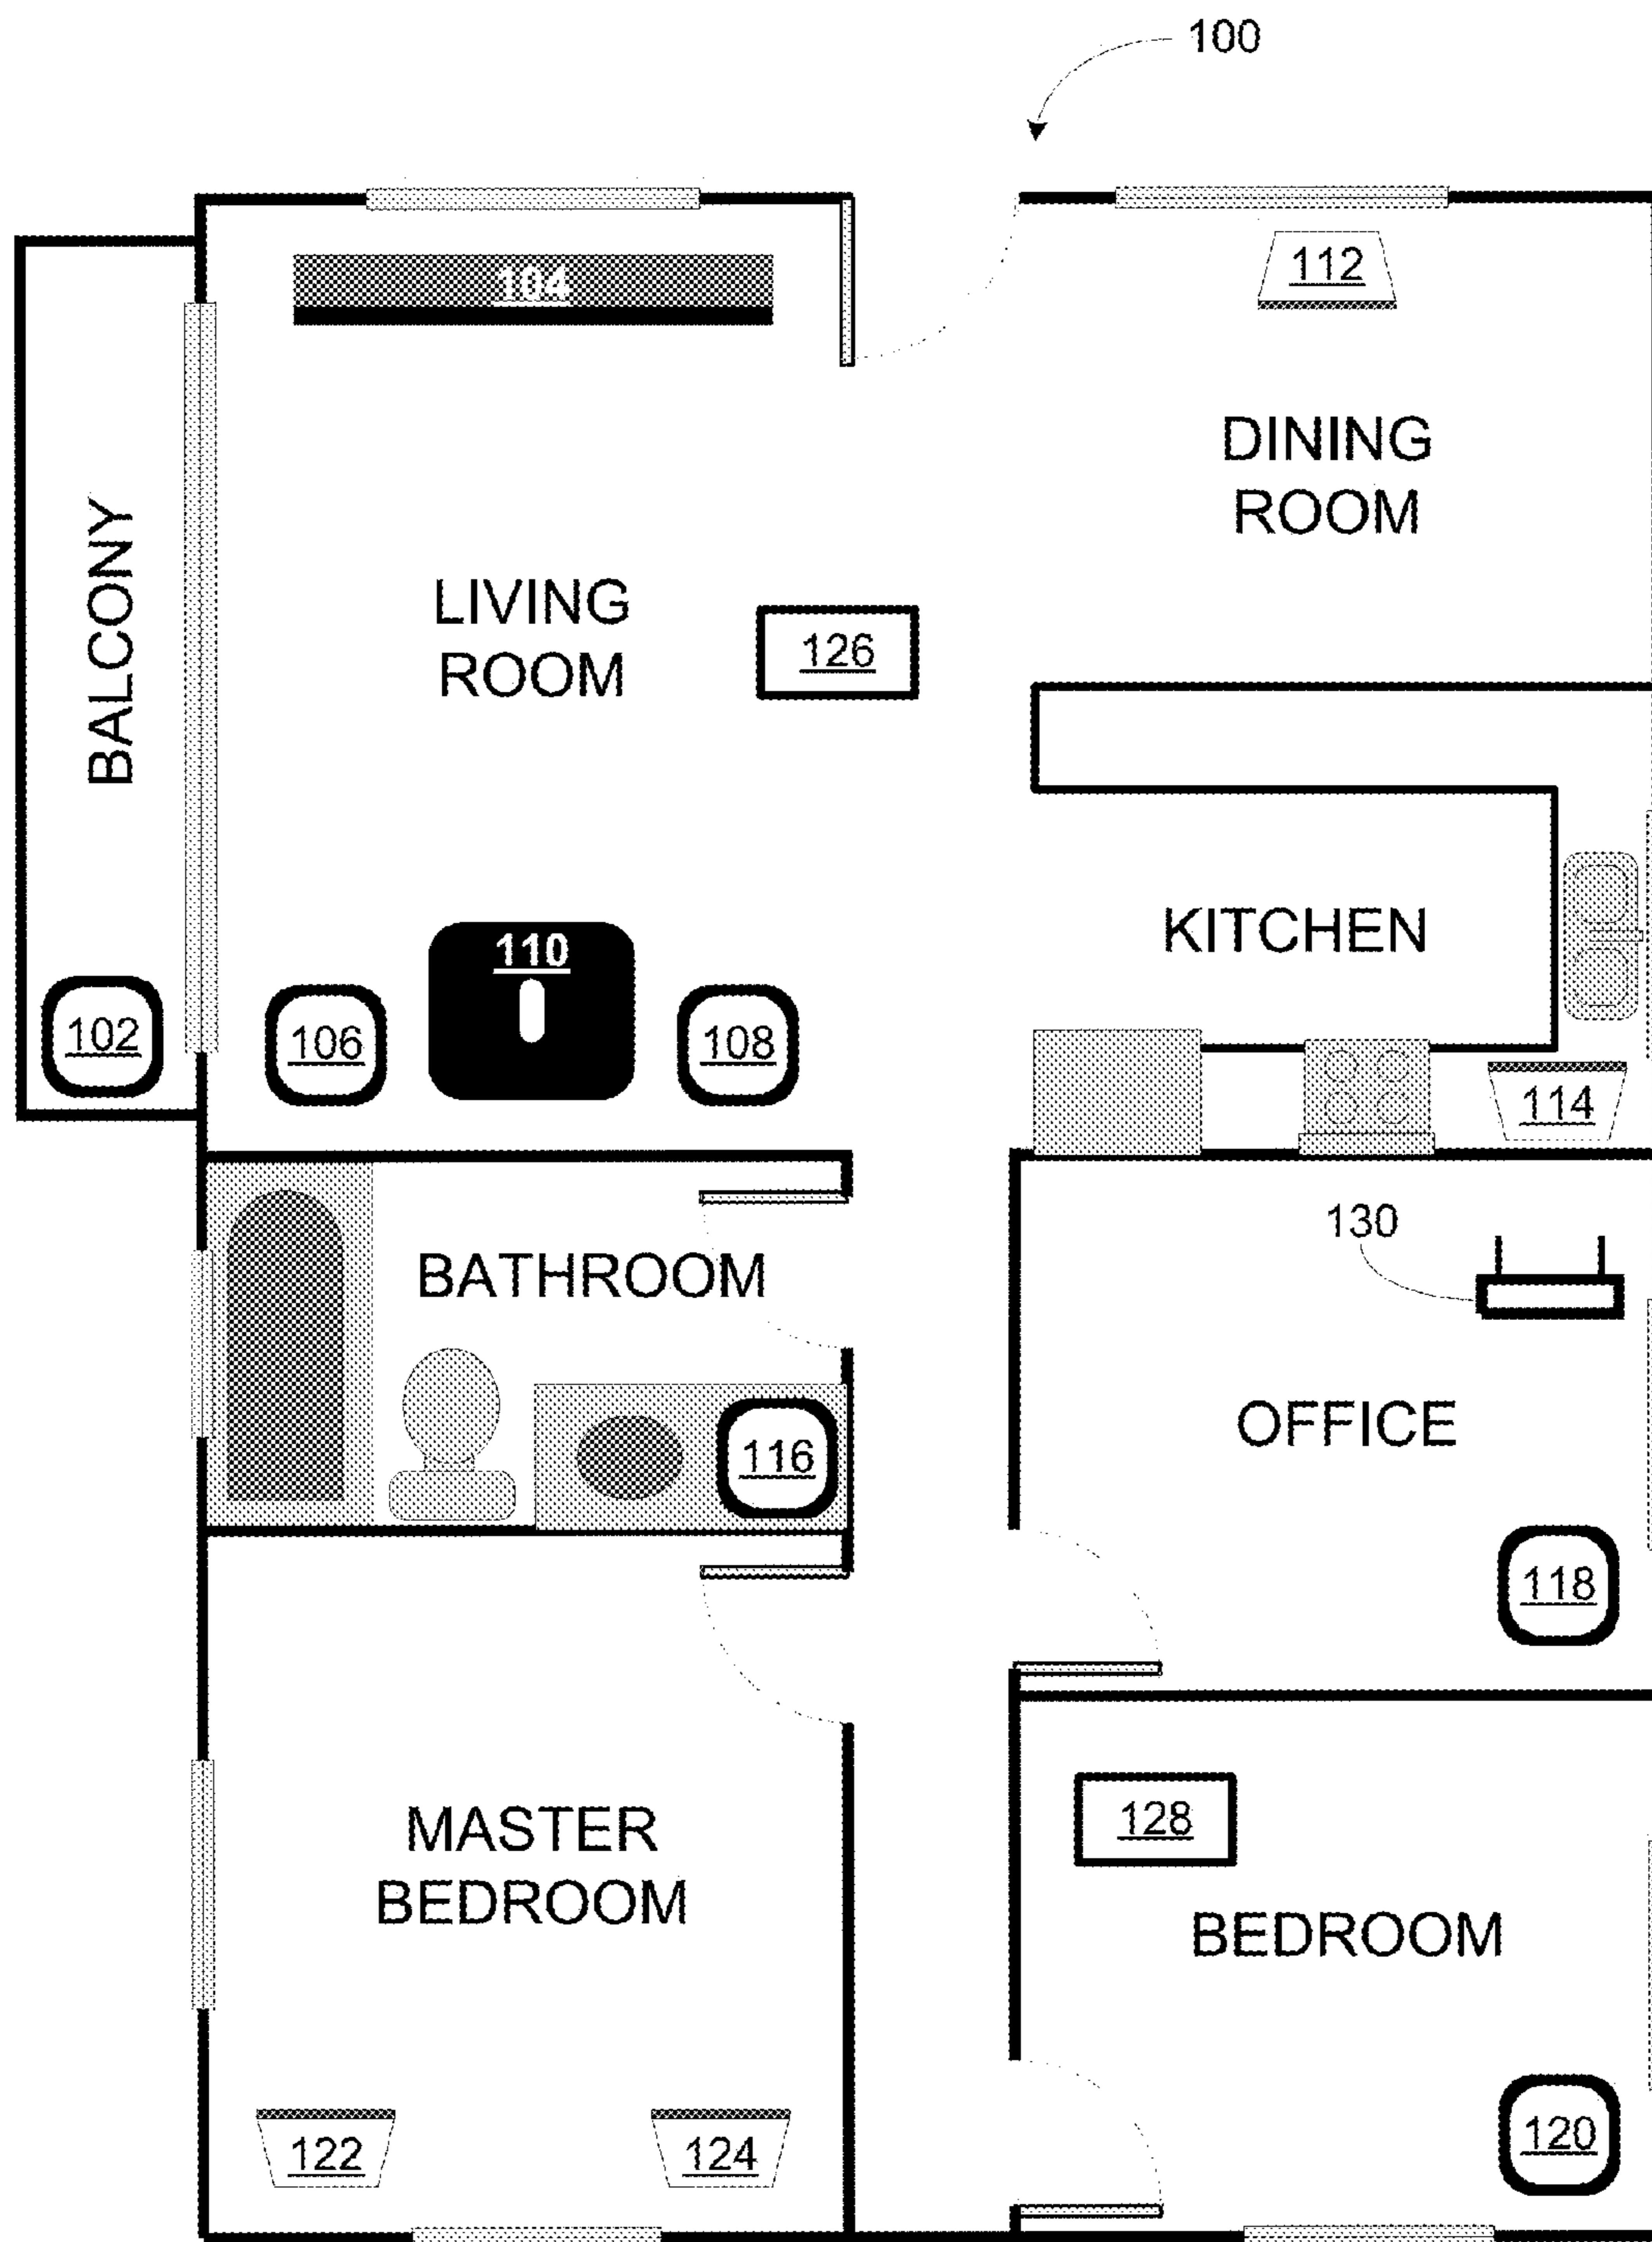 100
104
112
DINING
ROOM
BALCONY
LIVING
ROOM
126
110
KITCHEN
102
106
108
114
130
BATHROOM
OFFICE
116
118
128
MASTER
BEDROOM
BEDROOM
122
124
120